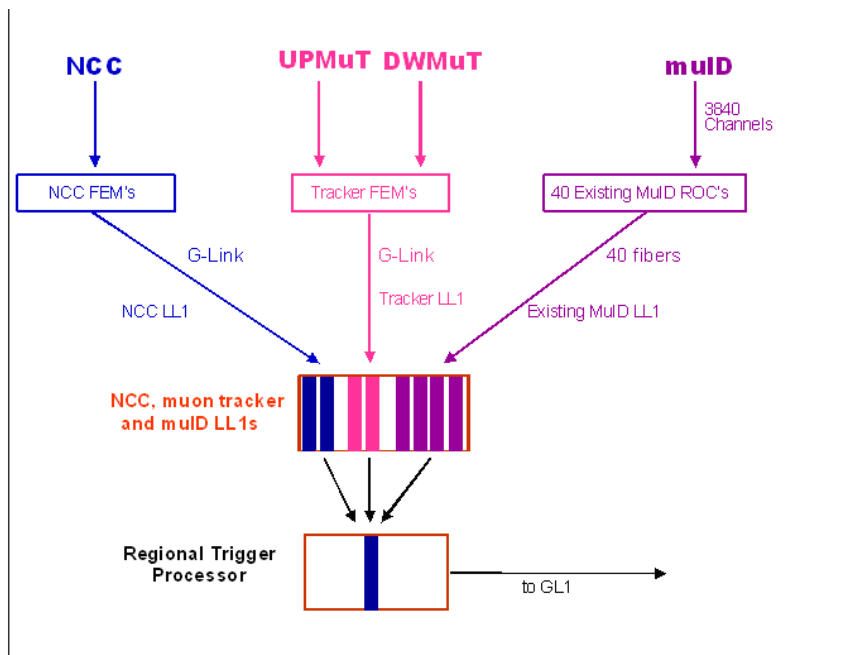 NCC
UPMuT DWMuT
muID
3840
Channels
NCC FEM's
Tracker FEM's
40 Existing MuID ROC's
G-Link
G-Link
40 fibers
NCC LL1
Tracker LL1
Existing MuID LL1
NCC, muon tracker
and muID LL1s
Regional Trigger
Processor
to GL1